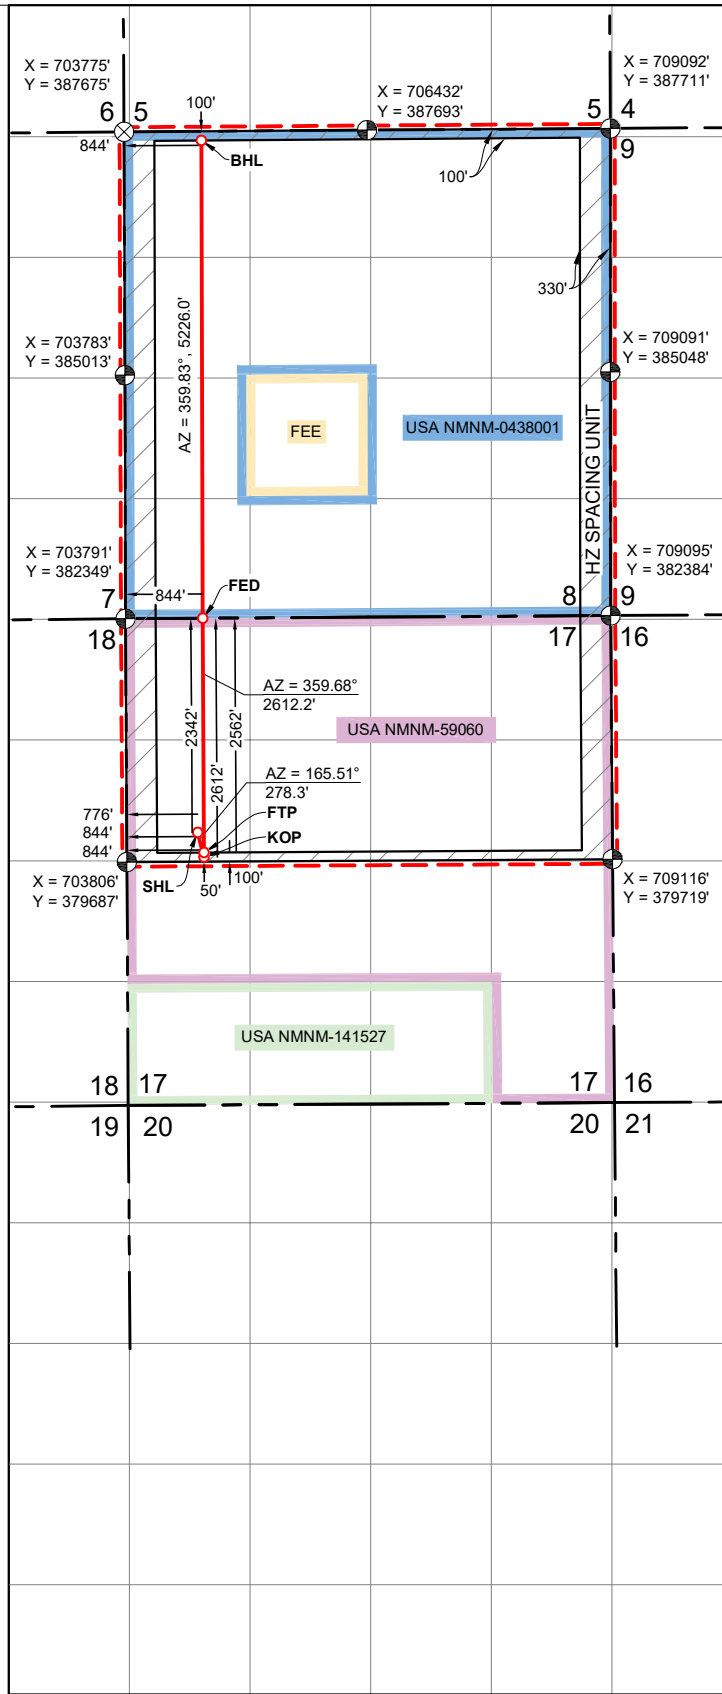 X = 703775'
Y = 387675'
X = 709092'
Y = 387711'
X = 706432'
Y = 387693'
6
5
100'
5
4
844'
BHL
9
100'
330'
AZ = 359.83°, 5226.0'
X = 703783'
Y = 385013'
X = 709091'
Y = 385048'
FEE
USA NMNM-0438001
HZ SPACING UNIT
X = 703791'
Y = 382349'
X = 709095'
Y = 382384'
7
844'
FED
8
9
18
17
16
AZ = 359.68°
2612.2'
2342'
2612'
2562'
USA NMNM-59060
AZ = 165.51°
278.3'
776'
844'
844'
FTP
KOP
SHL
50'
100'
X = 703806'
Y = 379687'
X = 709116'
Y = 379719'
USA NMNM-141527
18
17
17
16
19
20
20
21